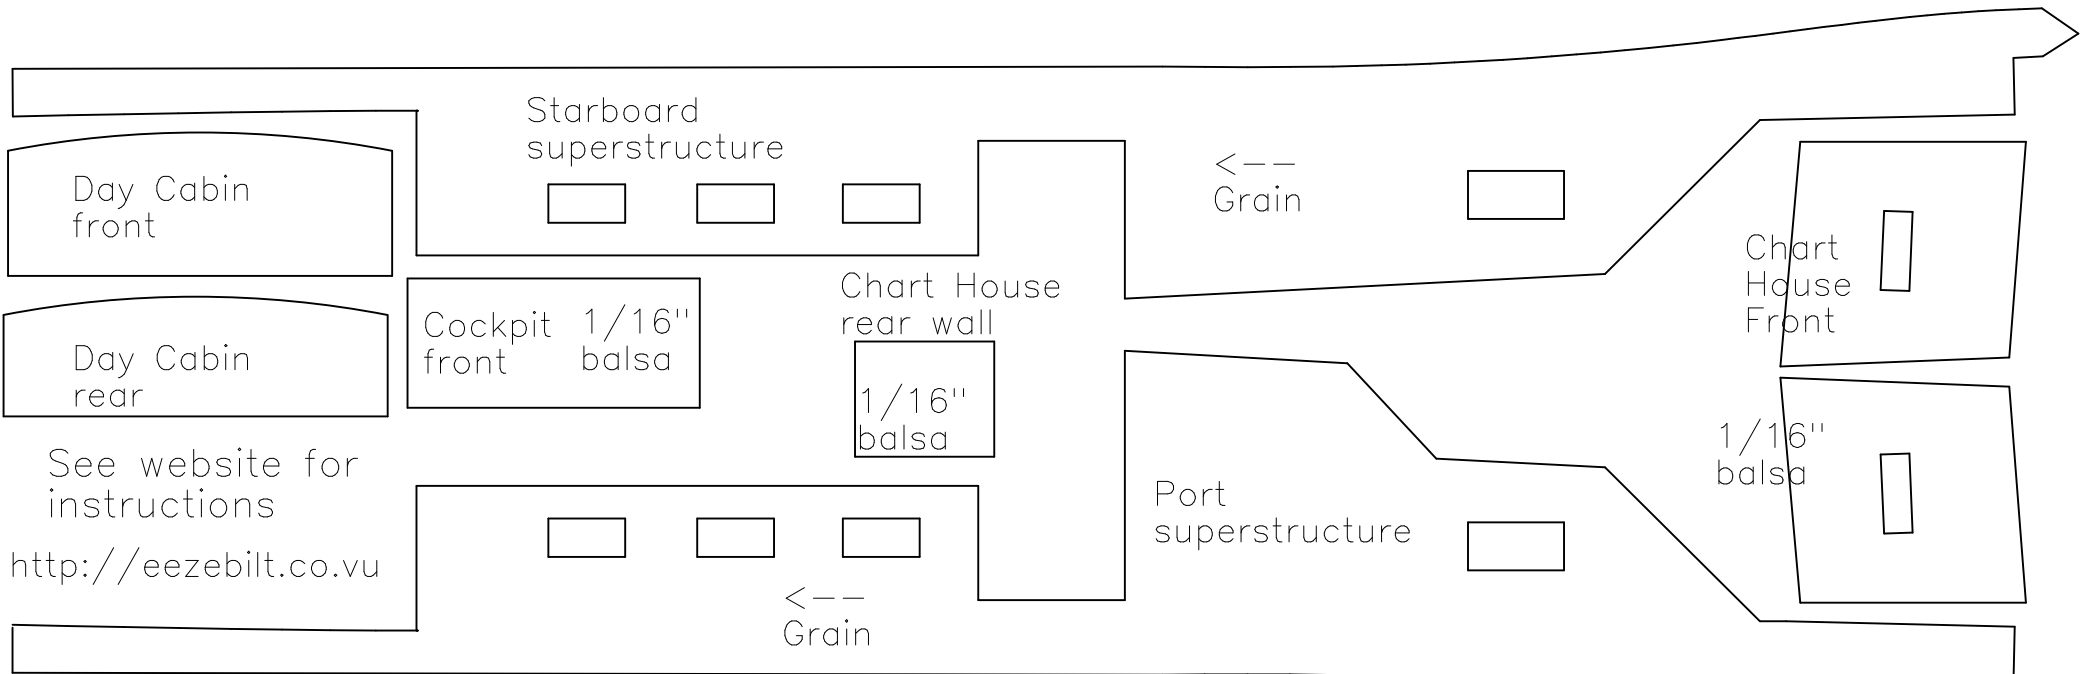 Starboard
superstructure
Day Cabin
front
<--
Grain
Chart
House
Front
Chart House
rear wall
Cockpit
front
1/16"
balsa
Day Cabin
rear
1/16"
balsa
1/16"
balsa
See website for
instructions
http://eezebilt.co.vu
Port
superstructure
<--
Grain